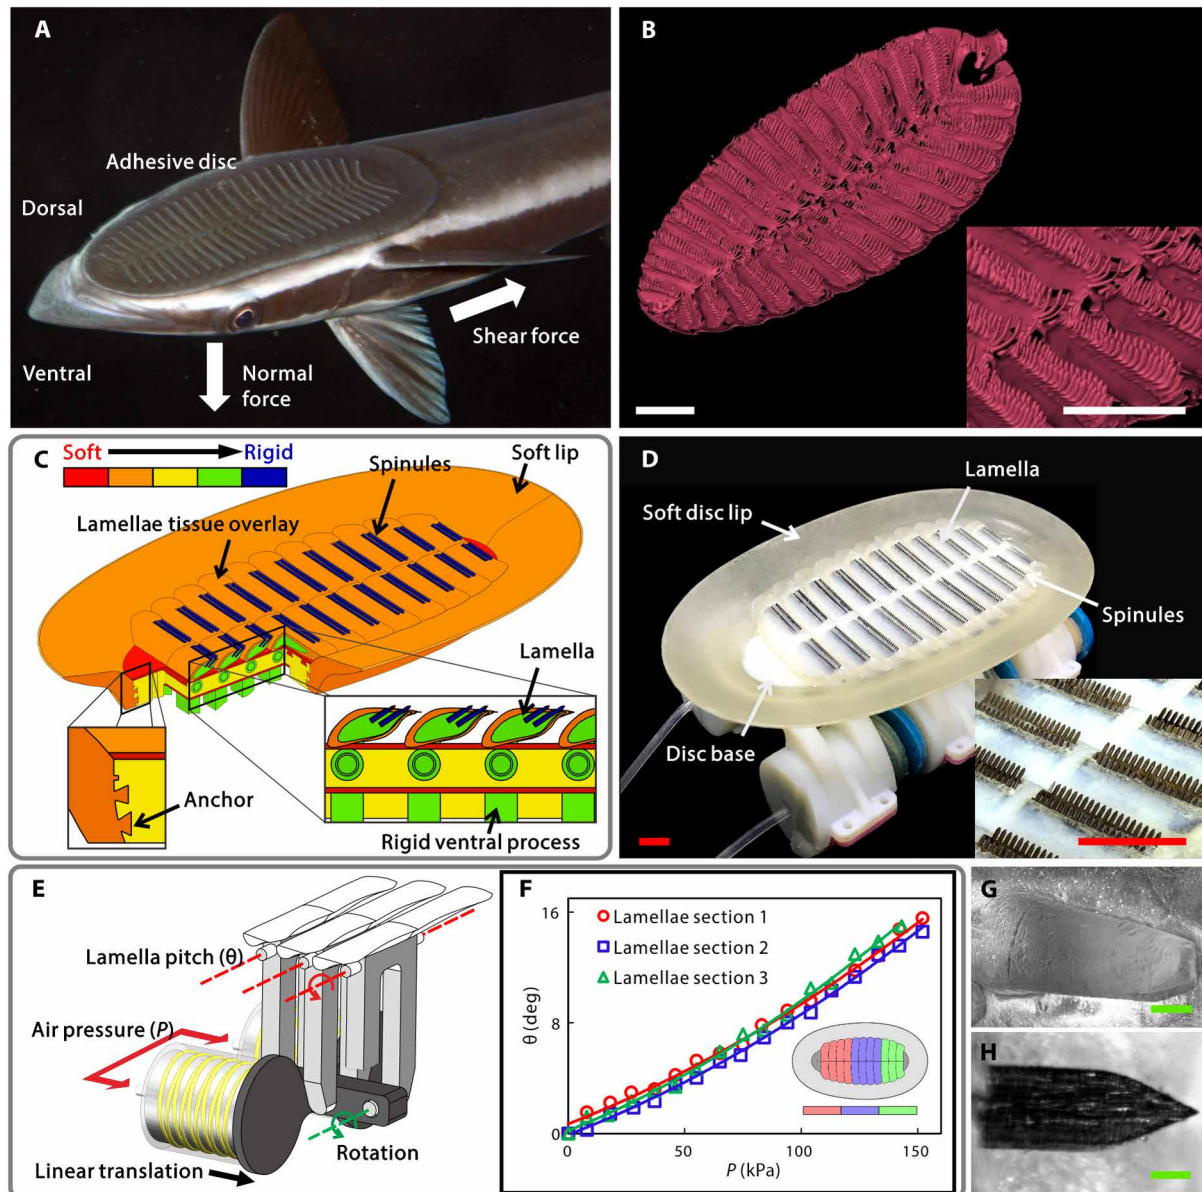 A
Adhesive disc
Dorsal
Shear force
Ventral
Normal
force
B
C
Soft
Rigid
Spinules
Soft lip
Lamellae tissue overlay
Lamella
Anchor
Rigid ventral process
D
Lamella
Soft disc lip
Spinules
Disc base
E
Lamella pitch (θ)
Air pressure (P)
Rotation
Linear translation
F
16
Lamellae section 1
Lamellae section 2
Lamellae section 3
θ (deg)
8
0
0
50
100
150
P (kPa)
G
H